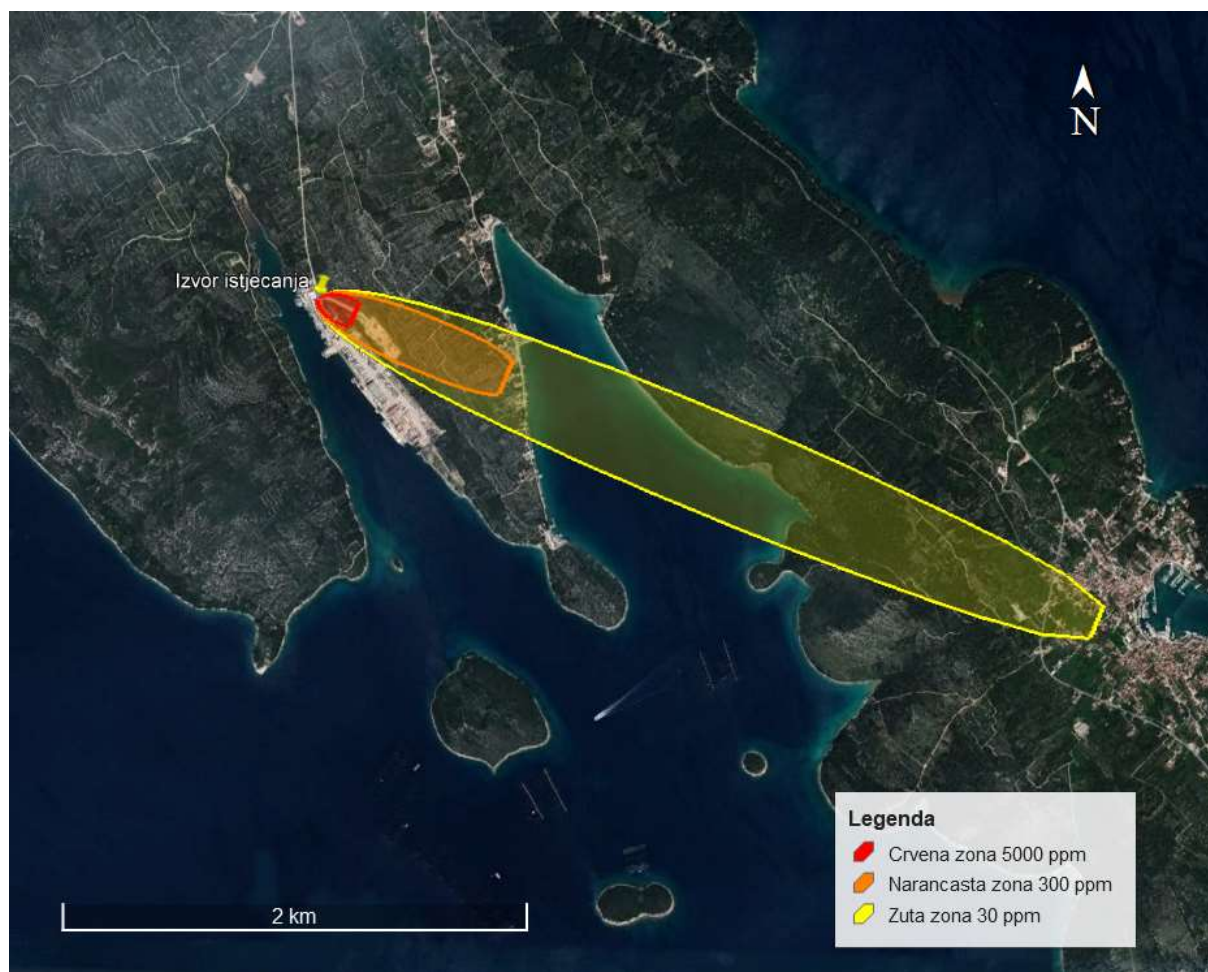 N
Izvor istjecanja
Legenda
Crvena zona 5000 ppm
Narancasta zona 300 ppm
Zuta zona 30 ppm
2 km